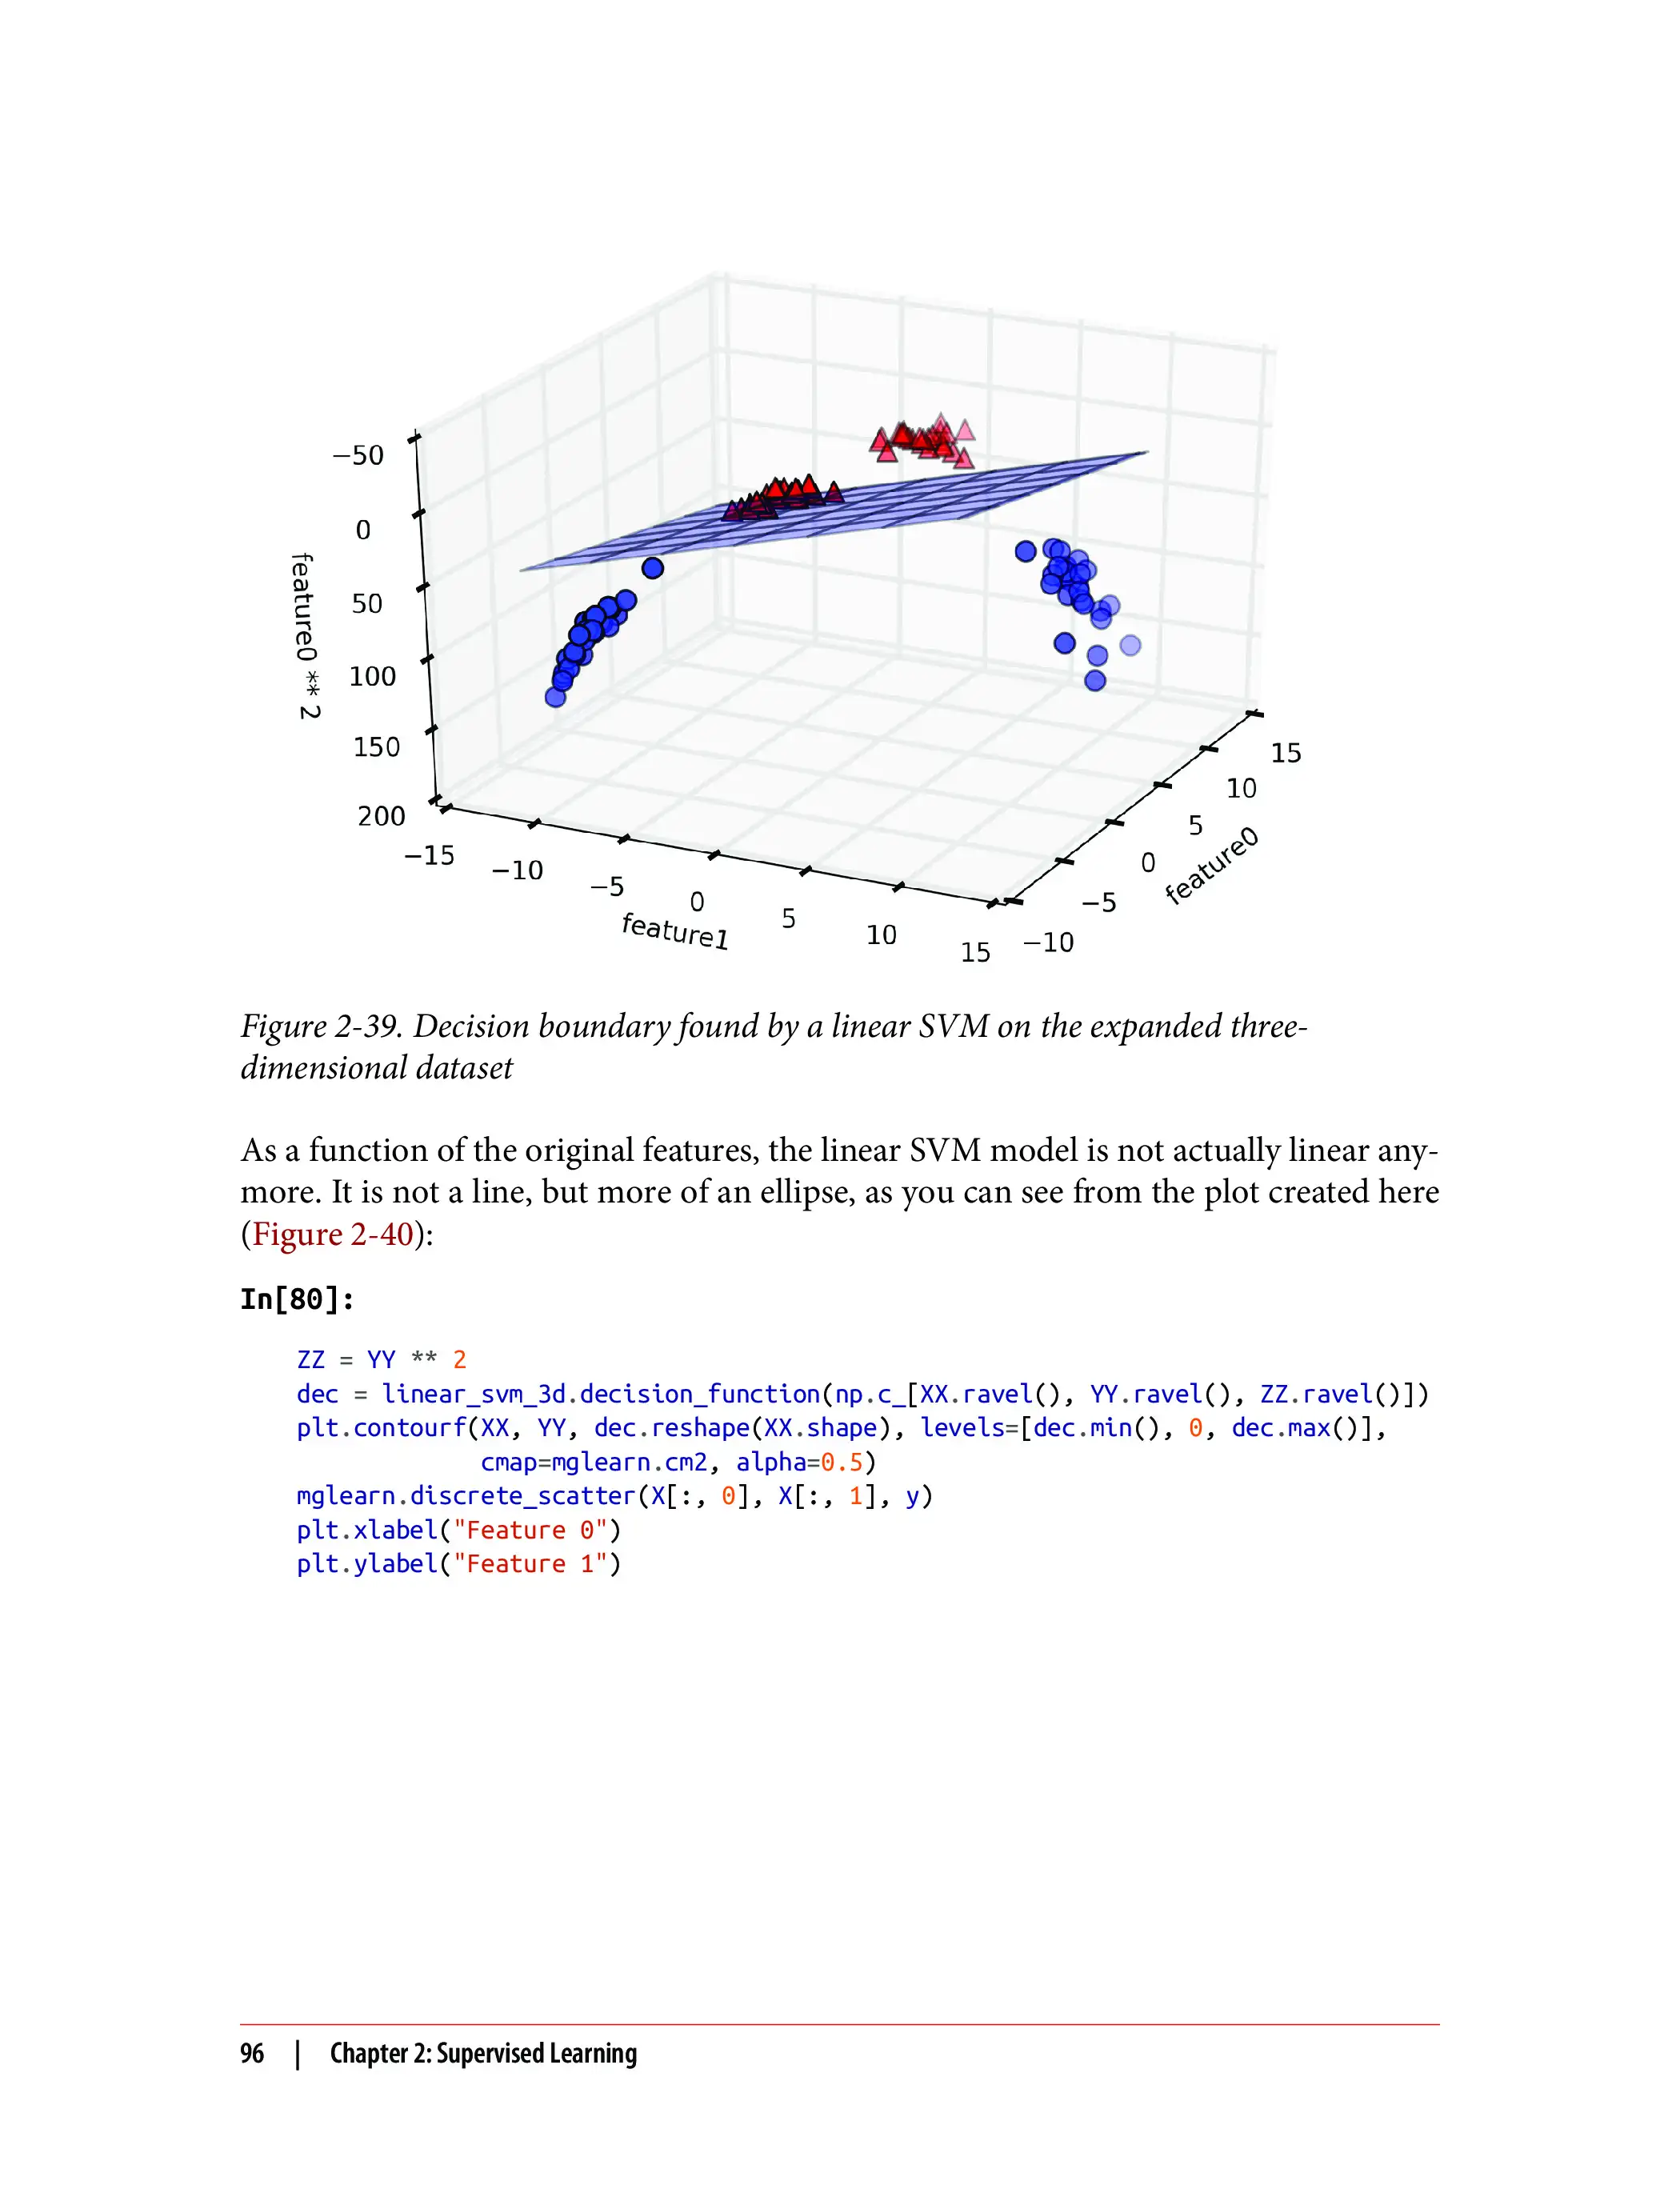 −50
0
50
100
150
200
feature0 ** 2
−15
−10
−5
0
5
10
15
feature1
−10
−5
0
5
10
15
feature0
Figure 2-39. Decision boundary found by a linear SVM on the expanded three-
dimensional dataset
As a function of the original features, the linear SVM model is not actually linear any-
more. It is not a line, but more of an ellipse, as you can see from the plot created here
(Figure 2-40):
In[80]:
ZZ = YY ** 2
dec = linear_svm_3d.decision_function(np.c_[XX.ravel(), YY.ravel(), ZZ.ravel()])
plt.contourf(XX, YY, dec.reshape(XX.shape), levels=[dec.min(), 0, dec.max()],
             cmap=mglearn.cm2, alpha=0.5)
mglearn.discrete_scatter(X[:, 0], X[:, 1], y)
plt.xlabel("Feature 0")
plt.ylabel("Feature 1")
96 | Chapter 2: Supervised Learning